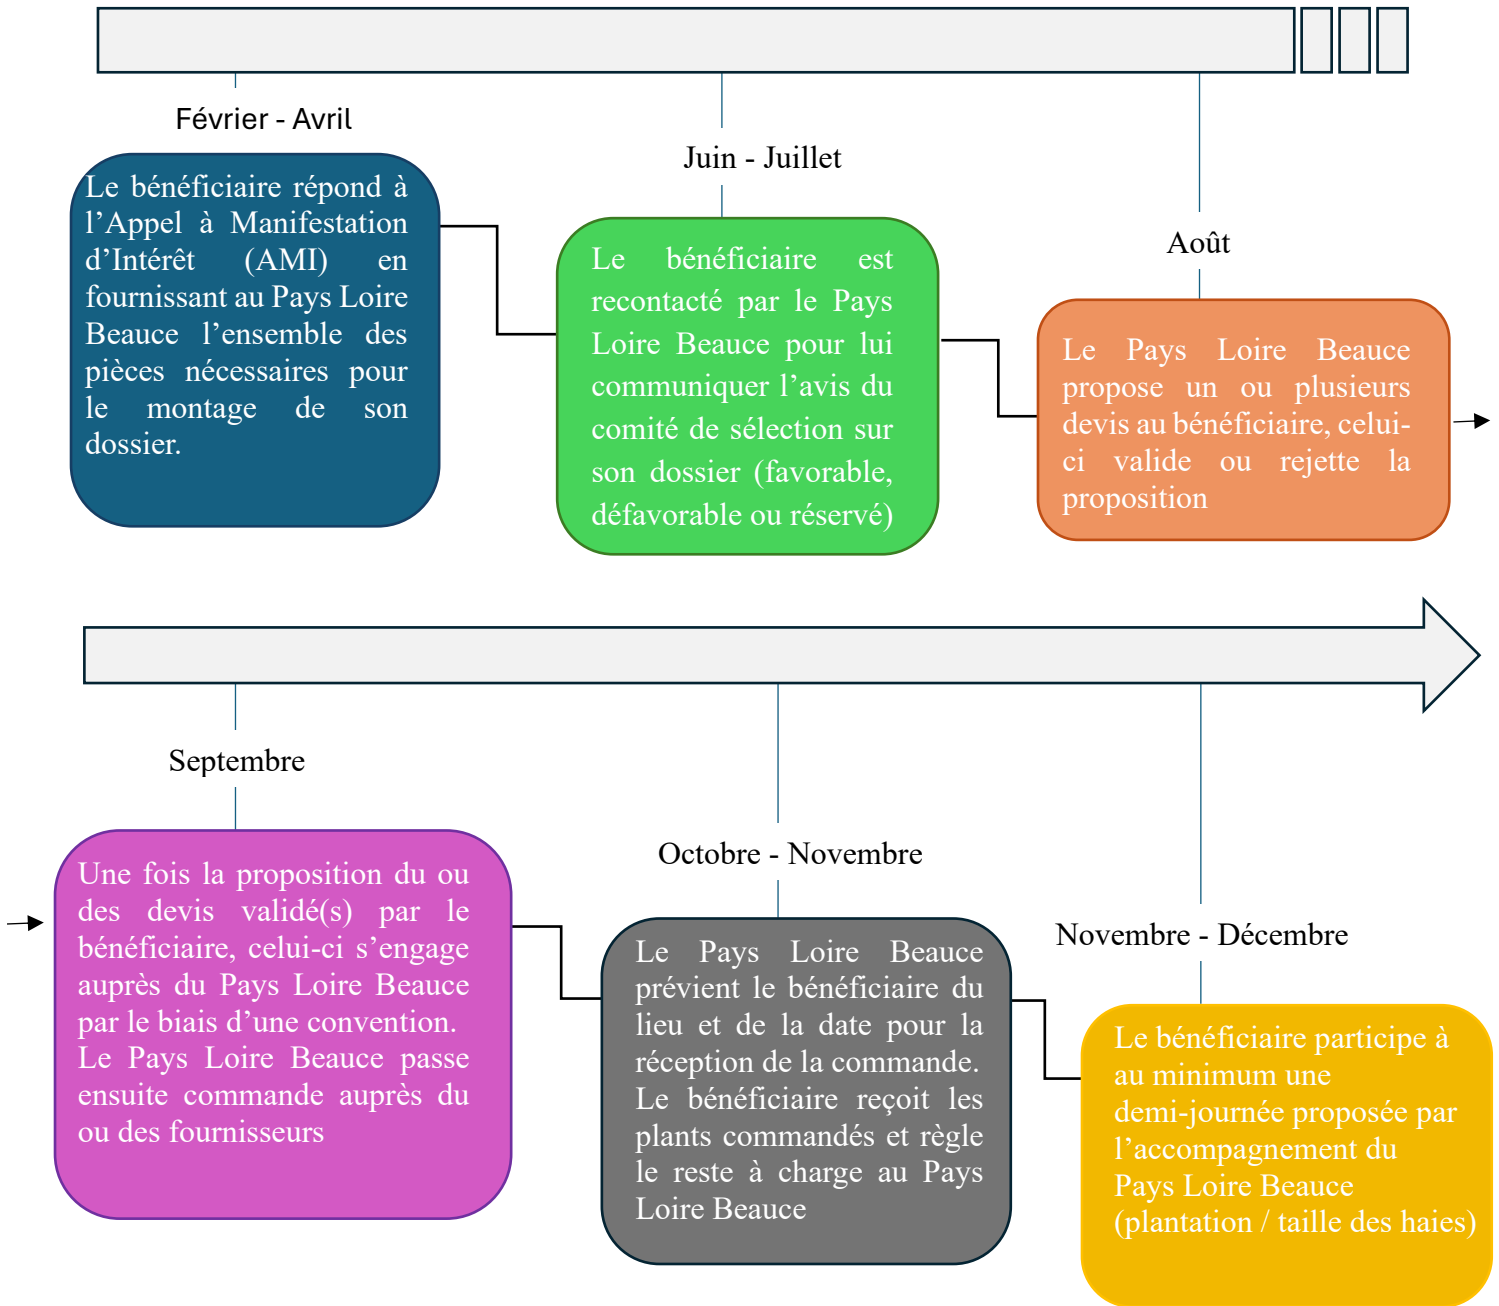 Février - Avril
Le bénéficiaire répond à
l’Appel à Manifestation
d’Intérêt (AMI) en
fournissant au Pays Loire
Beauce l’ensemble des
pièces nécessaires pour
le montage de son
dossier.
Juin - Juillet
Le bénéficiaire est
recontacté par le Pays
Loire Beauce pour lui
communiquer l’avis du
comité de sélection sur
son dossier (favorable,
défavorable ou réservé)
Août
Le Pays Loire Beauce
propose un ou plusieurs
devis au bénéficiaire, celui-
ci valide ou rejette la
proposition
Septembre
Une fois la proposition du ou
des devis validé(s) par le
bénéficiaire, celui-ci s’engage
auprès du Pays Loire Beauce
par le biais d’une convention.
Le Pays Loire Beauce passe
ensuite commande auprès du
ou des fournisseurs
Octobre - Novembre
Le Pays Loire Beauce
prévient le bénéficiaire du
lieu et de la date pour la
réception de la commande.
Le bénéficiaire reçoit les
plants commandés et règle
le reste à charge au Pays
Loire Beauce
Novembre - Décembre
Le bénéficiaire participe à
au minimum une
demi-journée proposée par
l’accompagnement du
Pays Loire Beauce
(plantation / taille des haies)